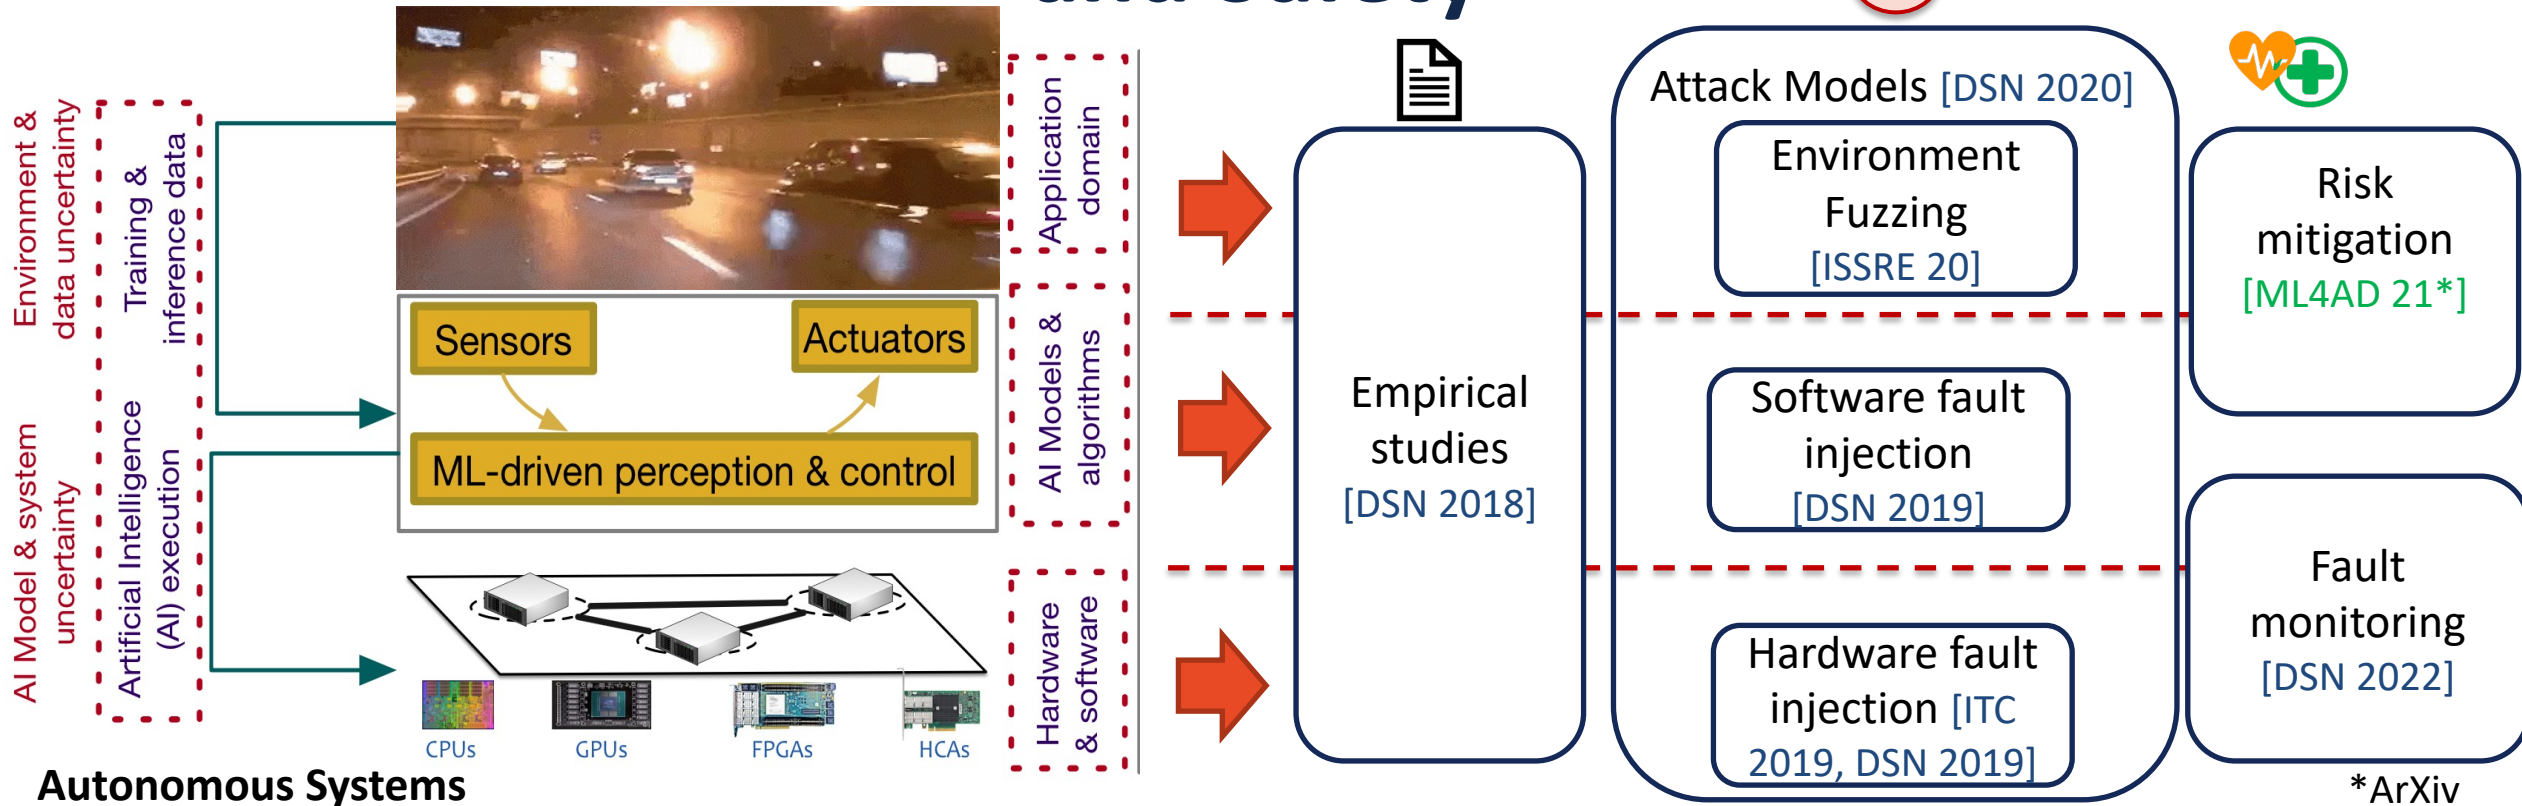 and Safety
Environment &
data uncertainty
AI Model & system
uncertainty
Training &
inference data
Artificial Intelligence
(AI) execution
Sensors
Actuators
ML-driven perception & control
CPUs
GPUs
FPGAs
HCAs
Autonomous Systems
Application
domain
AI Models &
algorithms
Hardware
& software
Empirical
studies
[DSN 2018]
Attack Models [DSN 2020]
Environment
Fuzzing
[ISSRE 20]
Software fault
injection
[DSN 2019]
Hardware fault
injection [ITC
2019, DSN 2019]
Risk
mitigation
[ML4AD 21*]
Fault
monitoring
[DSN 2022]
*ArXiv